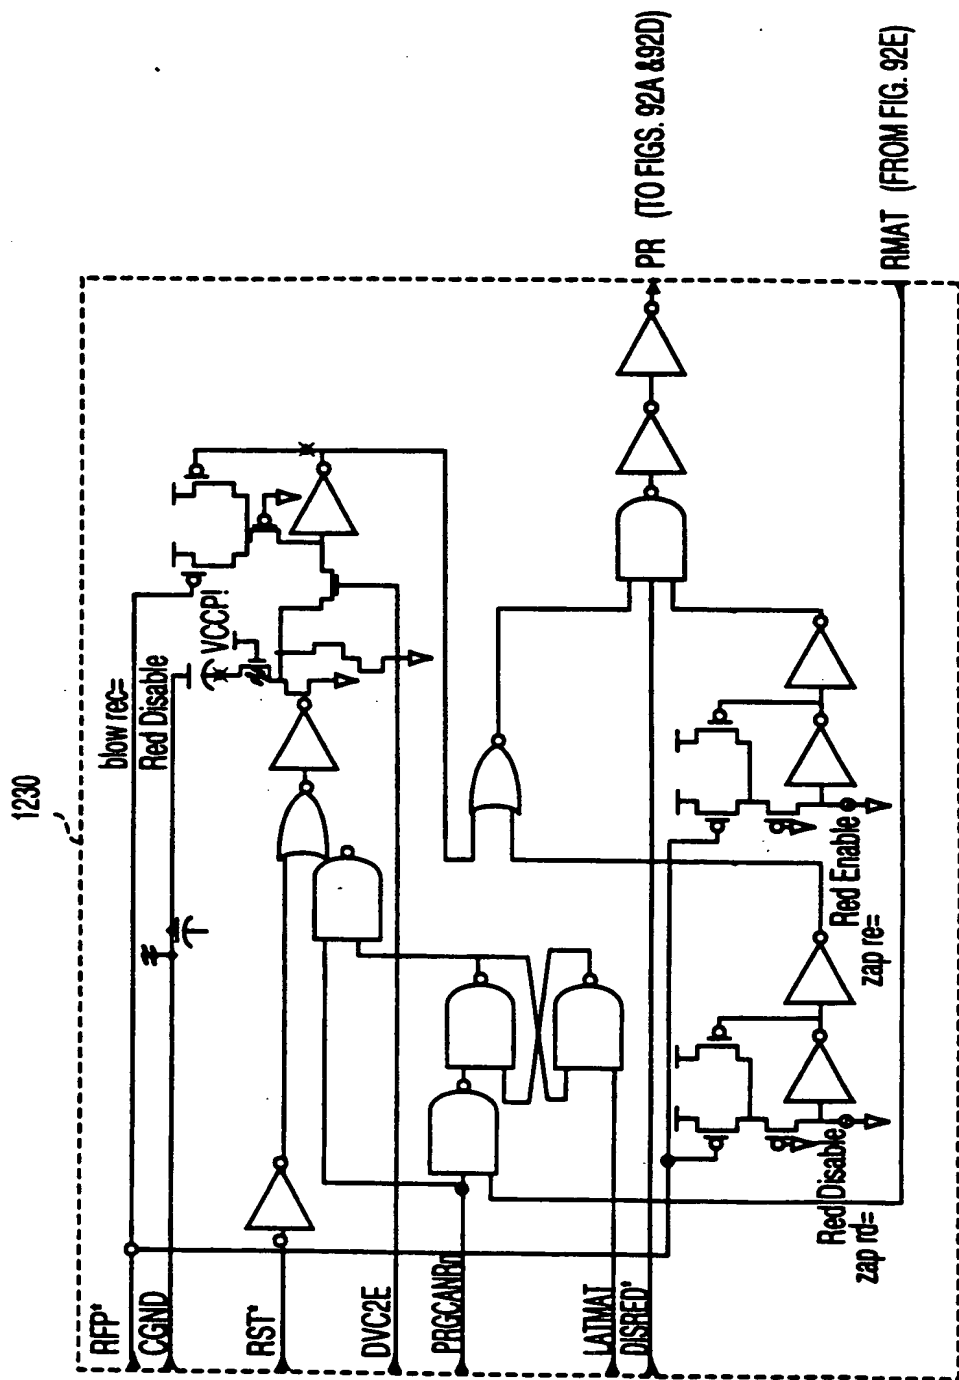 1230
RFP*
CGND
RST*
DVC2E
PRGCANRn
LATMAT
DISRED*
blow rec=
Red Disable
VCCP!
Red Disable
zap rd=
Red Enable
zap re=
PR (TO FIGS. 92A &92D)
RMAT (FROM FIG. 92E)